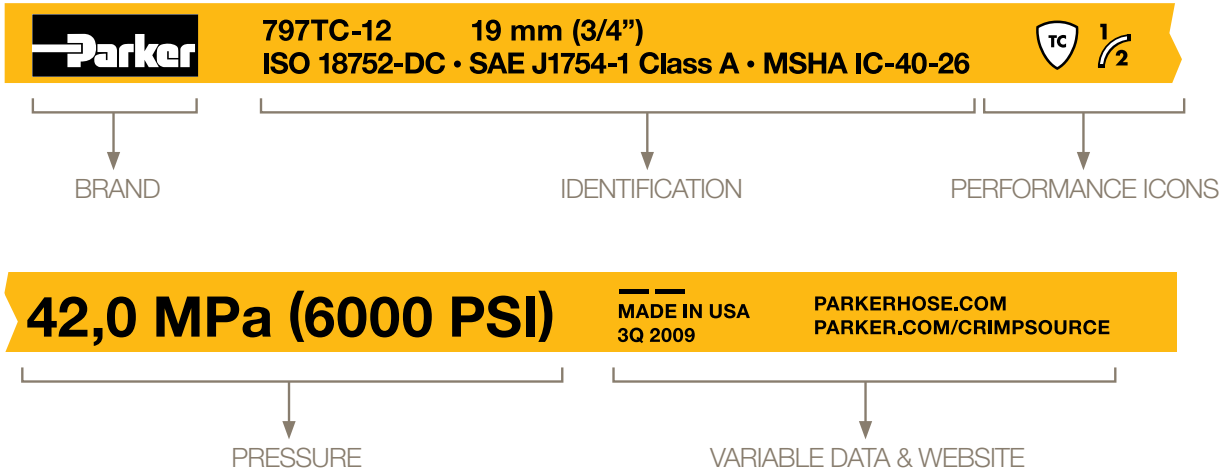 Parker
797TC-12 19 mm (3/4”)
ISO 18752-DC • SAE J1754-1 Class A • MSHA IC-40-26
TC 1/2
BRAND
IDENTIFICATION
PERFORMANCE ICONS
42,0 MPa (6000 PSI)
MADE IN USA
3Q 2009
PARKERHOSE.COM
PARKER.COM/CRIMPSOURCE
PRESSURE
VARIABLE DATA & WEBSITE